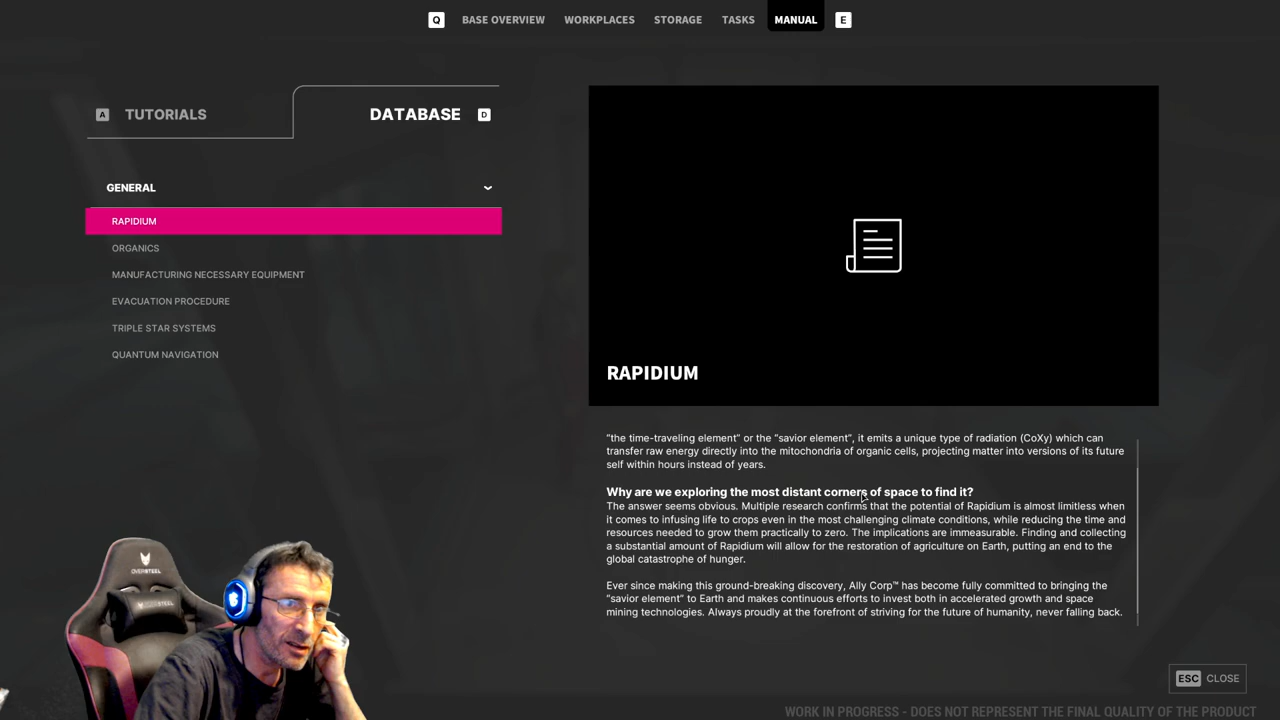 Q BASE OVERVIEW WORKPLACES STORAGE TASKS MANUAL E
A TUTORIALS
DATABASE D
GENERAL
RAPIDIUM
ORGANICS
MANUFACTURING NECESSARY EQUIPMENT
EVACUATION PROCEDURE
TRIPLE STAR SYSTEMS
QUANTUM NAVIGATION
RAPIDIUM
"the time-traveling element" or the "savior element", it emits a unique type of radiation (CoXy) which can
transfer raw energy directly into the mitochondria of organic cells, projecting matter into versions of its future
self within hours instead of years.
Why are we exploring the most distant corners of space to find it?
The answer seems obvious. Multiple research confirms that the potential of Rapidium is almost limitless when
it comes to infusing life to crops even in the most challenging climate conditions, while reducing the time and
resources needed to grow them practically to zero. The implications are immeasurable. Finding and collecting
a substantial amount of Rapidium will allow for the restoration of agriculture on Earth, putting an end to the
global catastrophe of hunger.
Ever since making this ground-breaking discovery, Ally Corp™ has become fully committed to bringing the
"savior element" to Earth and makes continuous efforts to invest both in accelerated growth and space
mining technologies. Always proudly at the forefront of striving for the future of humanity, never falling back.
OVERSTEEL
ESC CLOSE
WORK IN PROGRESS - DOES NOT REPRESENT THE FINAL QUALITY OF THE PRODUCT